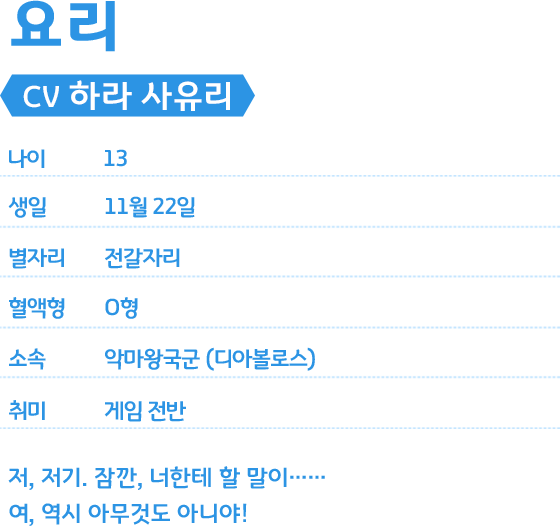 요리
CV 하라 사유리
나이 13
생일 11월 22일
별자리 전갈자리
혈액형 O형
소속 악마왕국군 (디아볼로스)
취미 게임 전반
저, 저기. 잠깐, 너한테 할 말이……
여, 역시 아무것도 아니야!